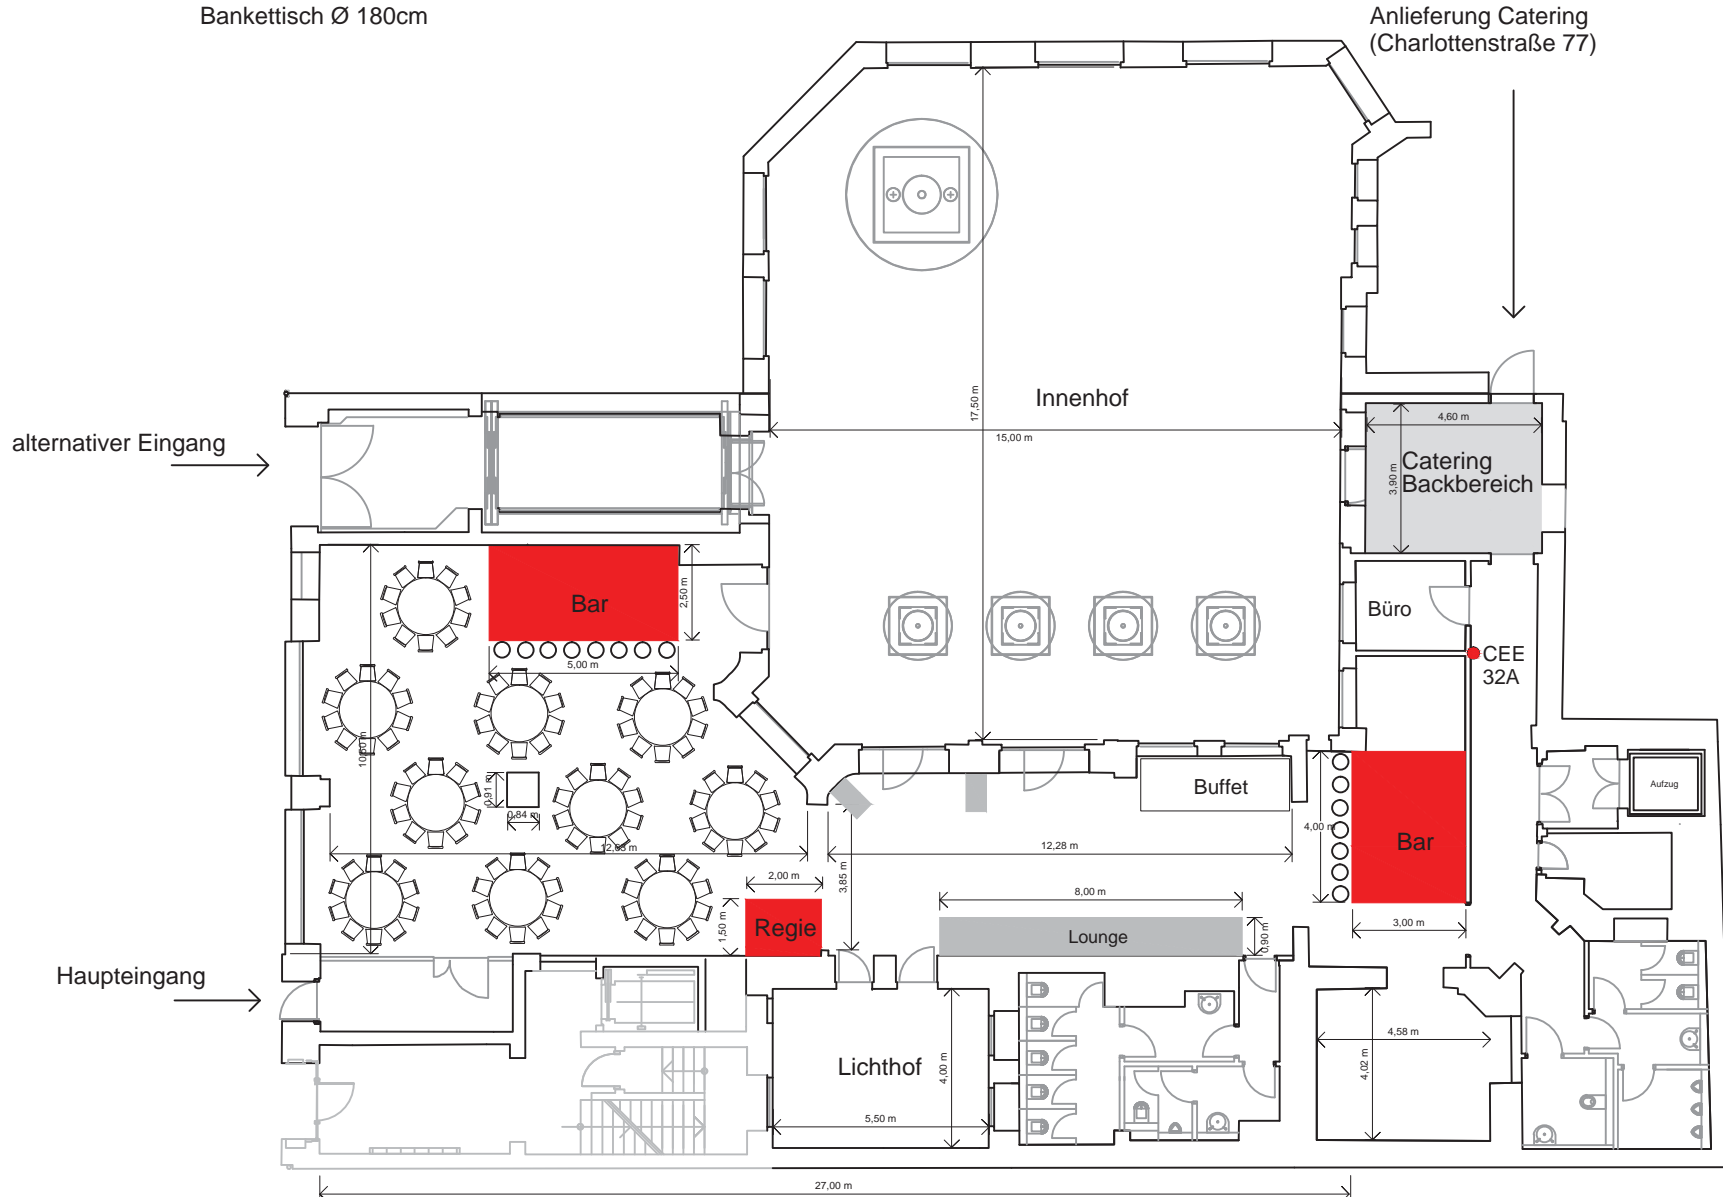 Bankettisch Ø 180cm
Anlieferung Catering
(Charlottenstraße 77)
17,50 m
Innenhof
15,00 m
4,60 m
3,90 m
Catering
Backbereich
alternativer Eingang
Bar
2,50 m
5,00 m
Büro
CEE
32A
0,91 m
0,84 m
12,63 m
Buffet
Aufzug
4,00 m
Bar
12,28 m
3,85 m
2,00 m
1,50 m
Regie
8,00 m
Lounge
0,90 m
3,00 m
Haupteingang
Lichthof
4,00 m
5,50 m
4,58 m
4,02 m
27,00 m